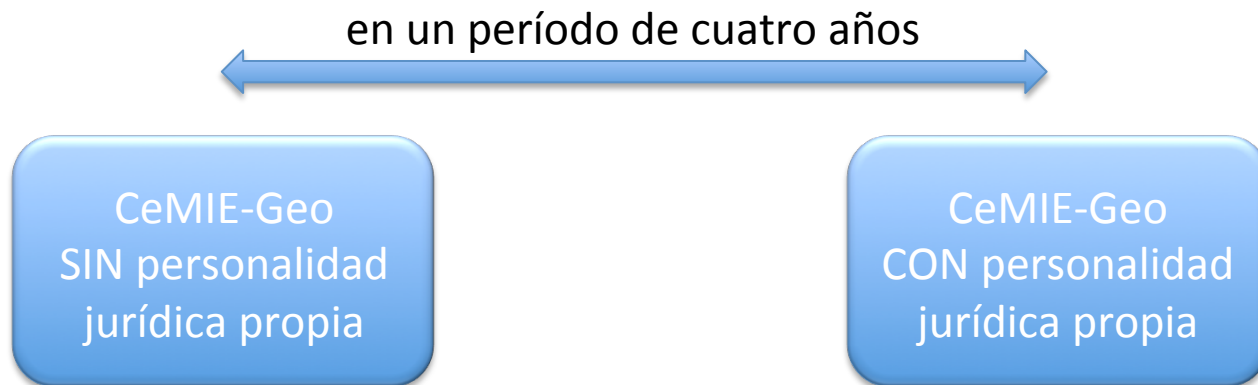 en un período de cuatro años
CeMIE-Geo
SIN personalidad
jurídica propia
CeMIE-Geo
CON personalidad
jurídica propia